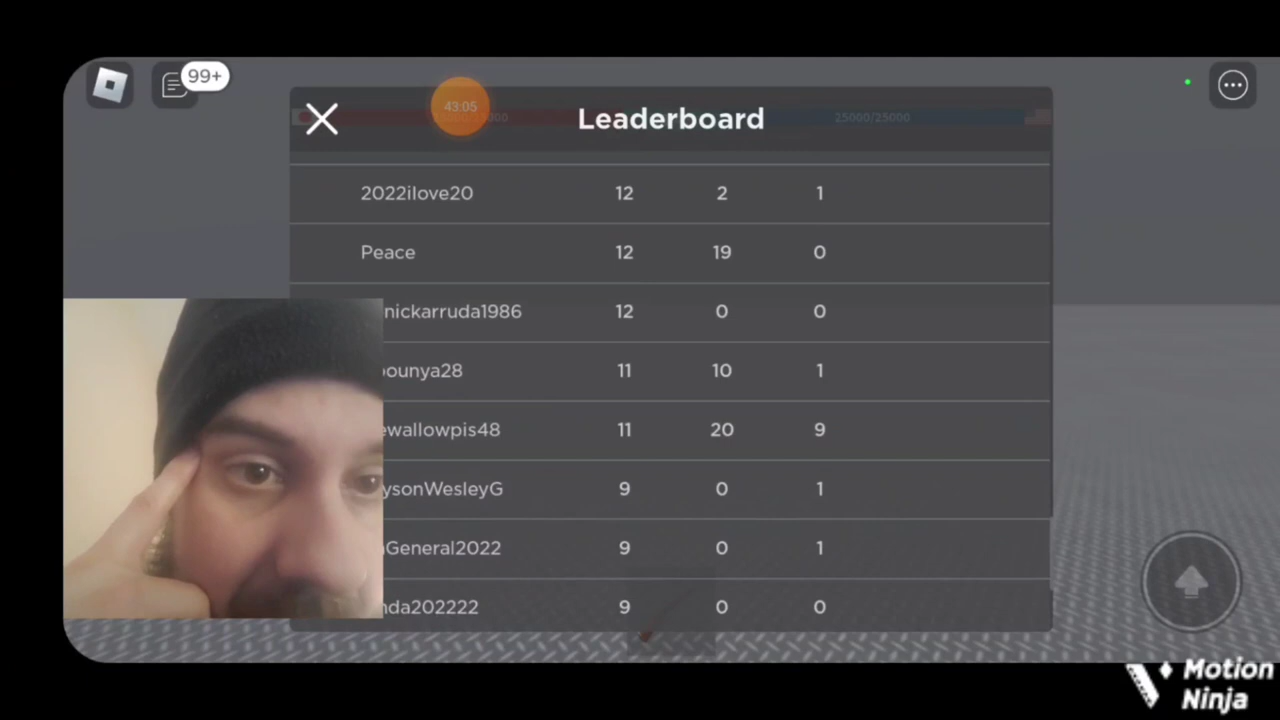 99+
43:05
Leaderboard
25000/25000
2022ilove20 12 2 1
Peace 12 19 0
nickarruda1986 12 0 0
ounya28 11 10 1
ewallowpis48 11 20 9
ysonWesleyG 9 0 1
General2022 9 0 1
nda202222 9 0 0
Motion
Ninja